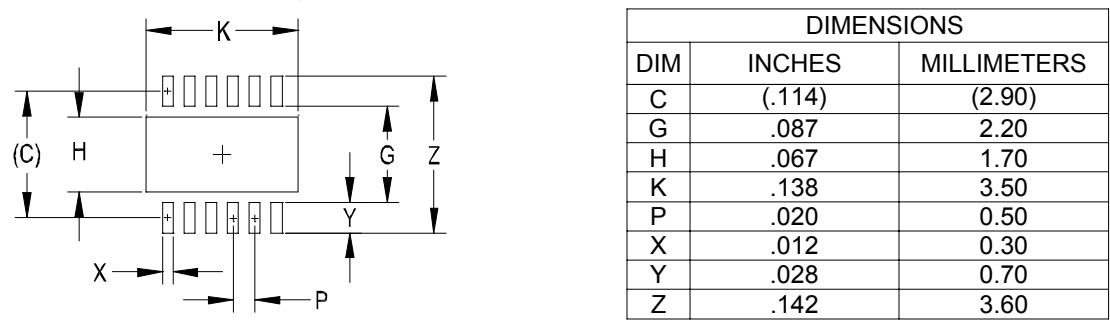 K
(C)
H
G
Z
Y
X
P
DIMENSIONS
DIM INCHES MILLIMETERS
C (.114) (2.90)
G .087 2.20
H .067 1.70
K .138 3.50
P .020 0.50
X .012 0.30
Y .028 0.70
Z .142 3.60